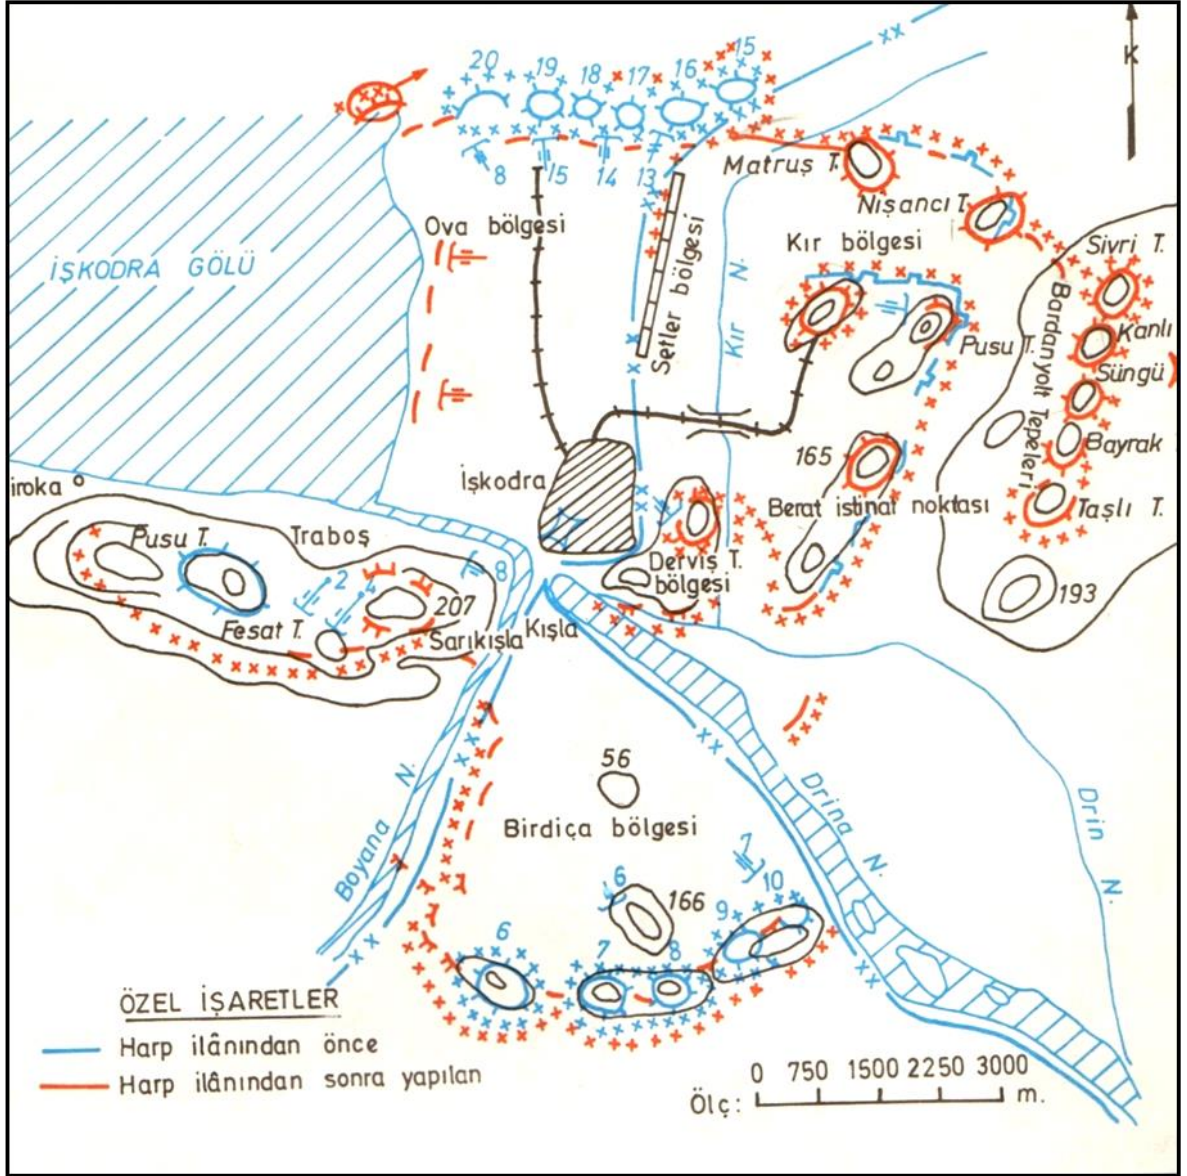 20 19 18 17 16 15
K
8 15 14 13
Matruş T.
Nişancı T.
Ova bölgesi
Setler bölgesi
Kır N.
Kır bölgesi
Sivri T.
İŞKODRA GÖLÜ
Bardanyolt Tepeleri
Kanlı
Pusu T.
Süngü
Bayrak
165
İşkodra
iroka
Berat istinat noktası
Taşlı T.
Pusu T.
Traboş
Derviş T.
bölgesi
193
2
4
8
207
Fesat T.
Sarıkışla
Kışla
56
Birdiça bölgesi
Boyana N.
Drina N.
Drin N.
7
6
10
166
9
6
7
8
ÖZEL İŞARETLER
Harp ilânından önce
Harp ilânından sonra yapılan
0 750 1500 2250 3000
Ölç: m.